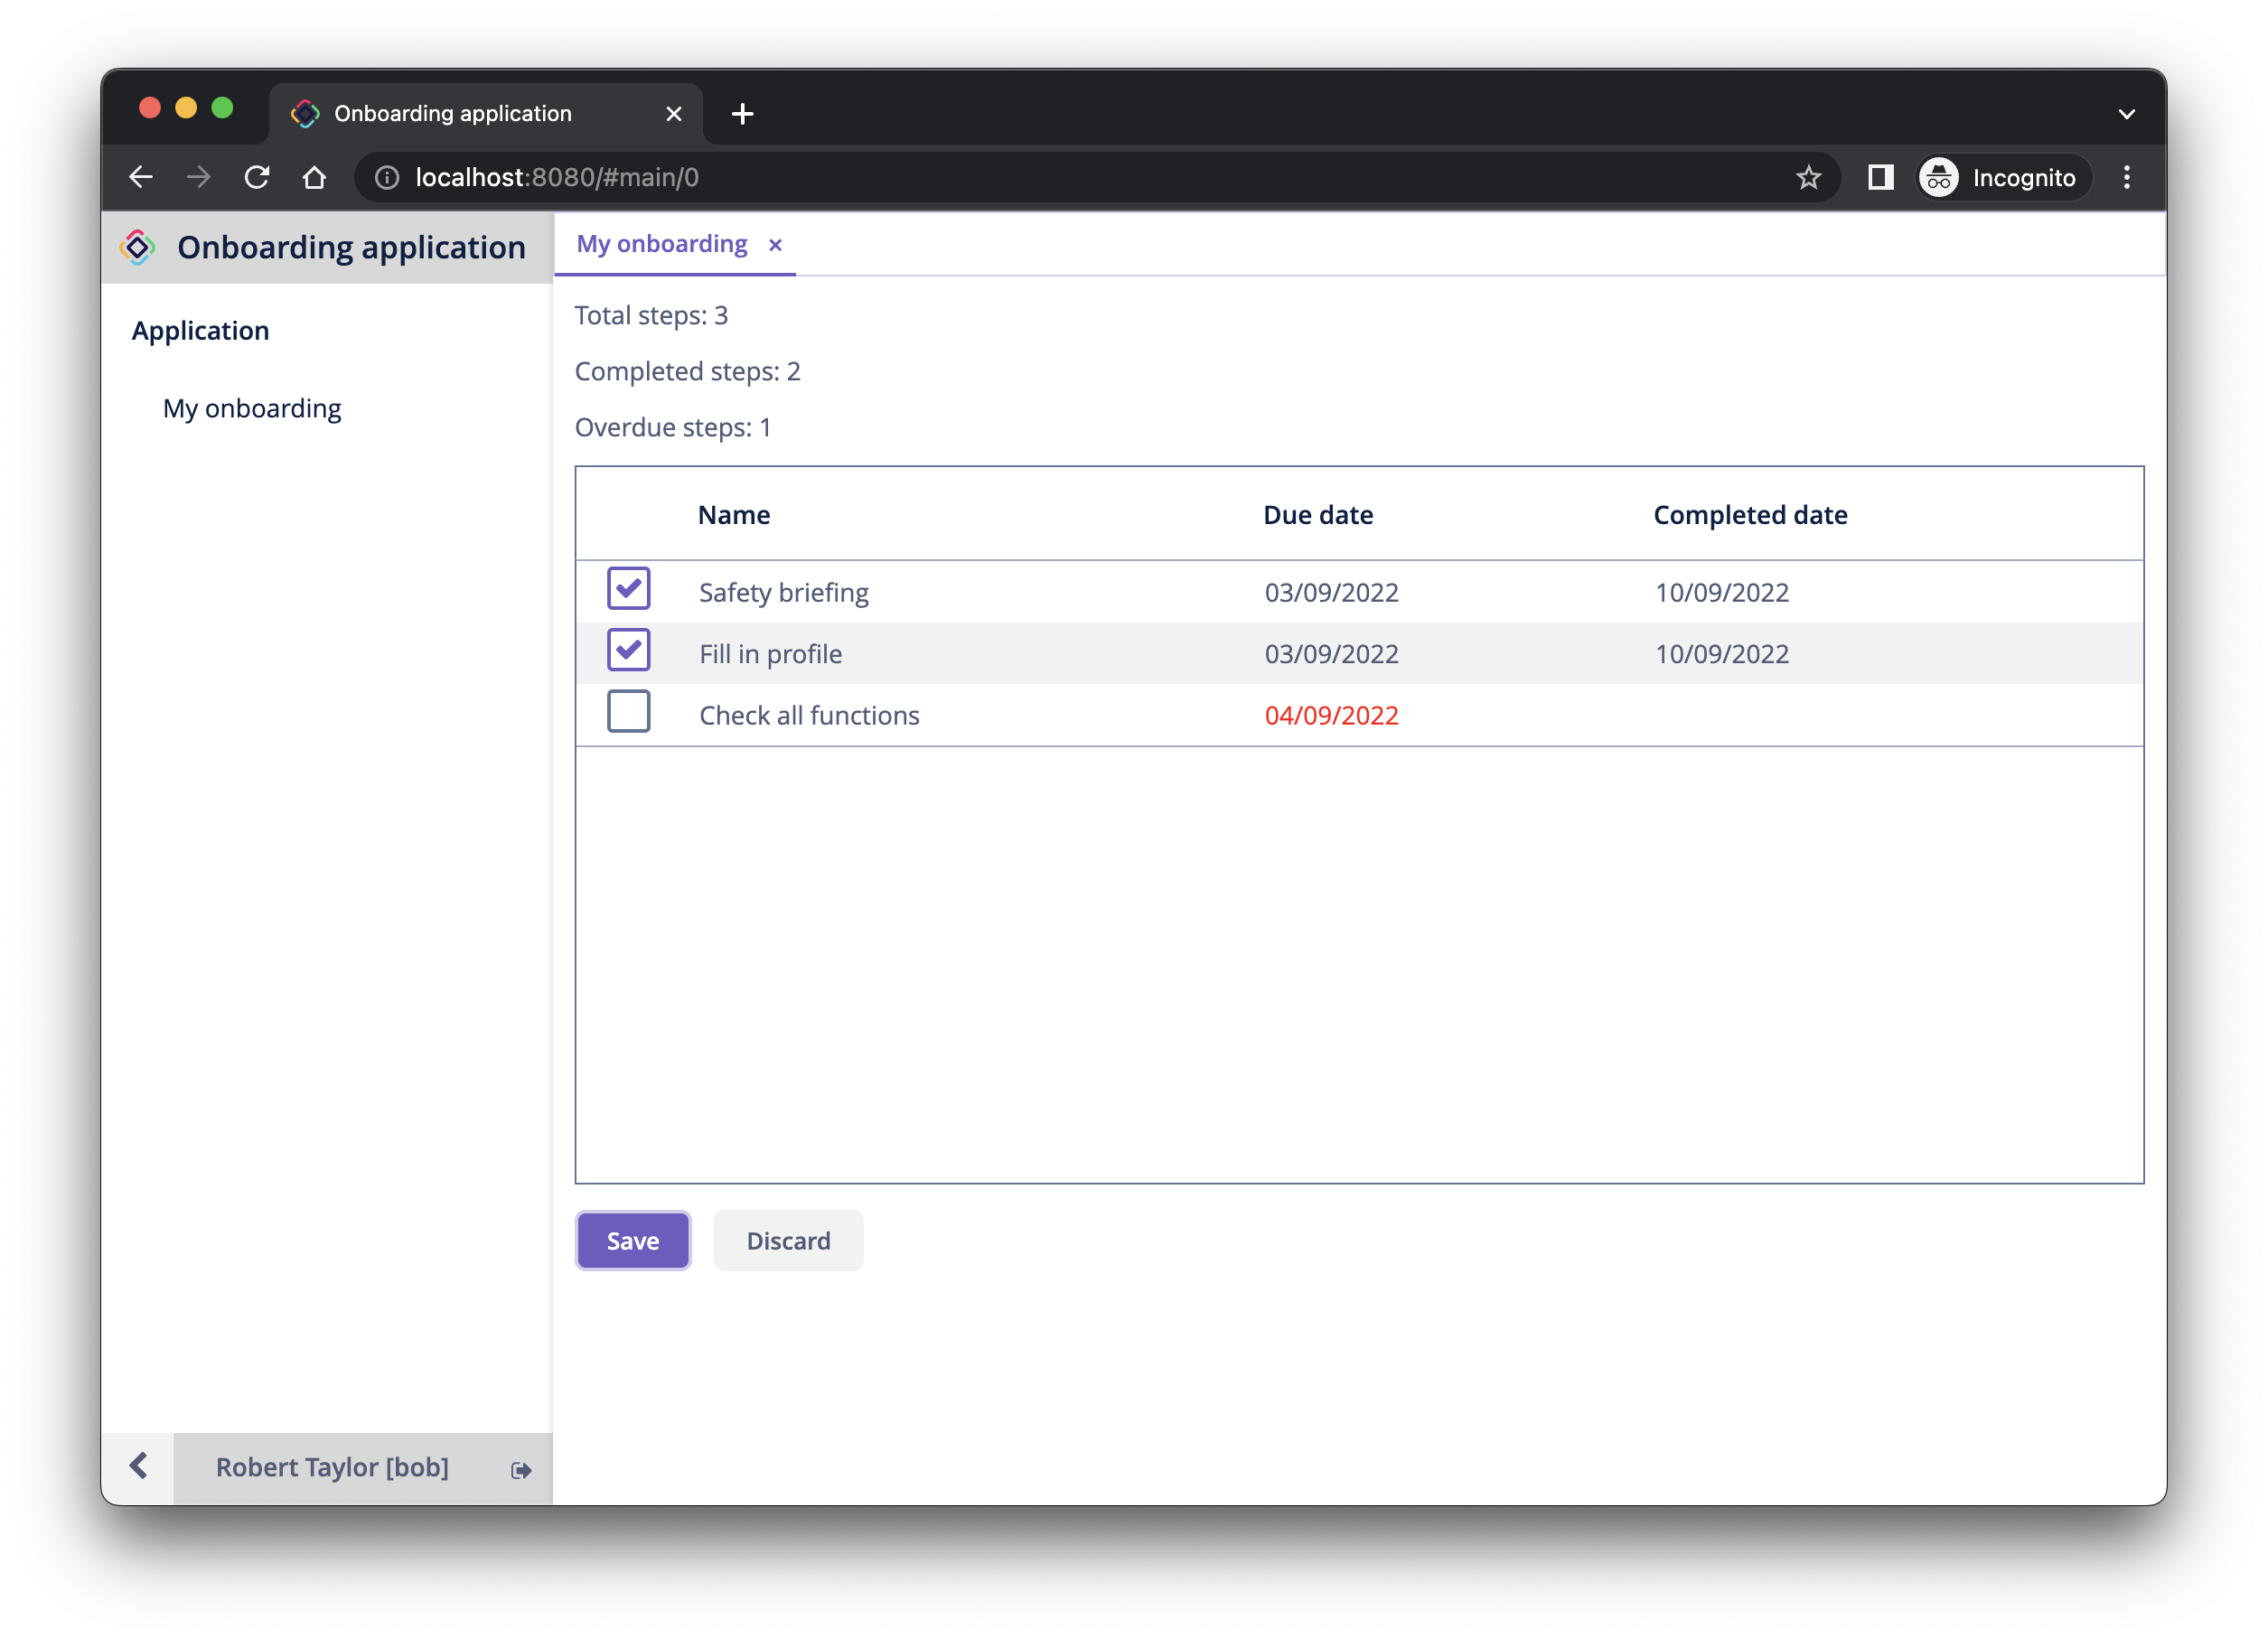 Onboarding application
localhost:8080/#main/0
Incognito
Onboarding application
My onboarding
Application
My onboarding
Total steps: 3
Completed steps: 2
Overdue steps: 1
Name Due date Completed date
Safety briefing 03/09/2022 10/09/2022
Fill in profile 03/09/2022 10/09/2022
Check all functions 04/09/2022
Save Discard
Robert Taylor [bob]